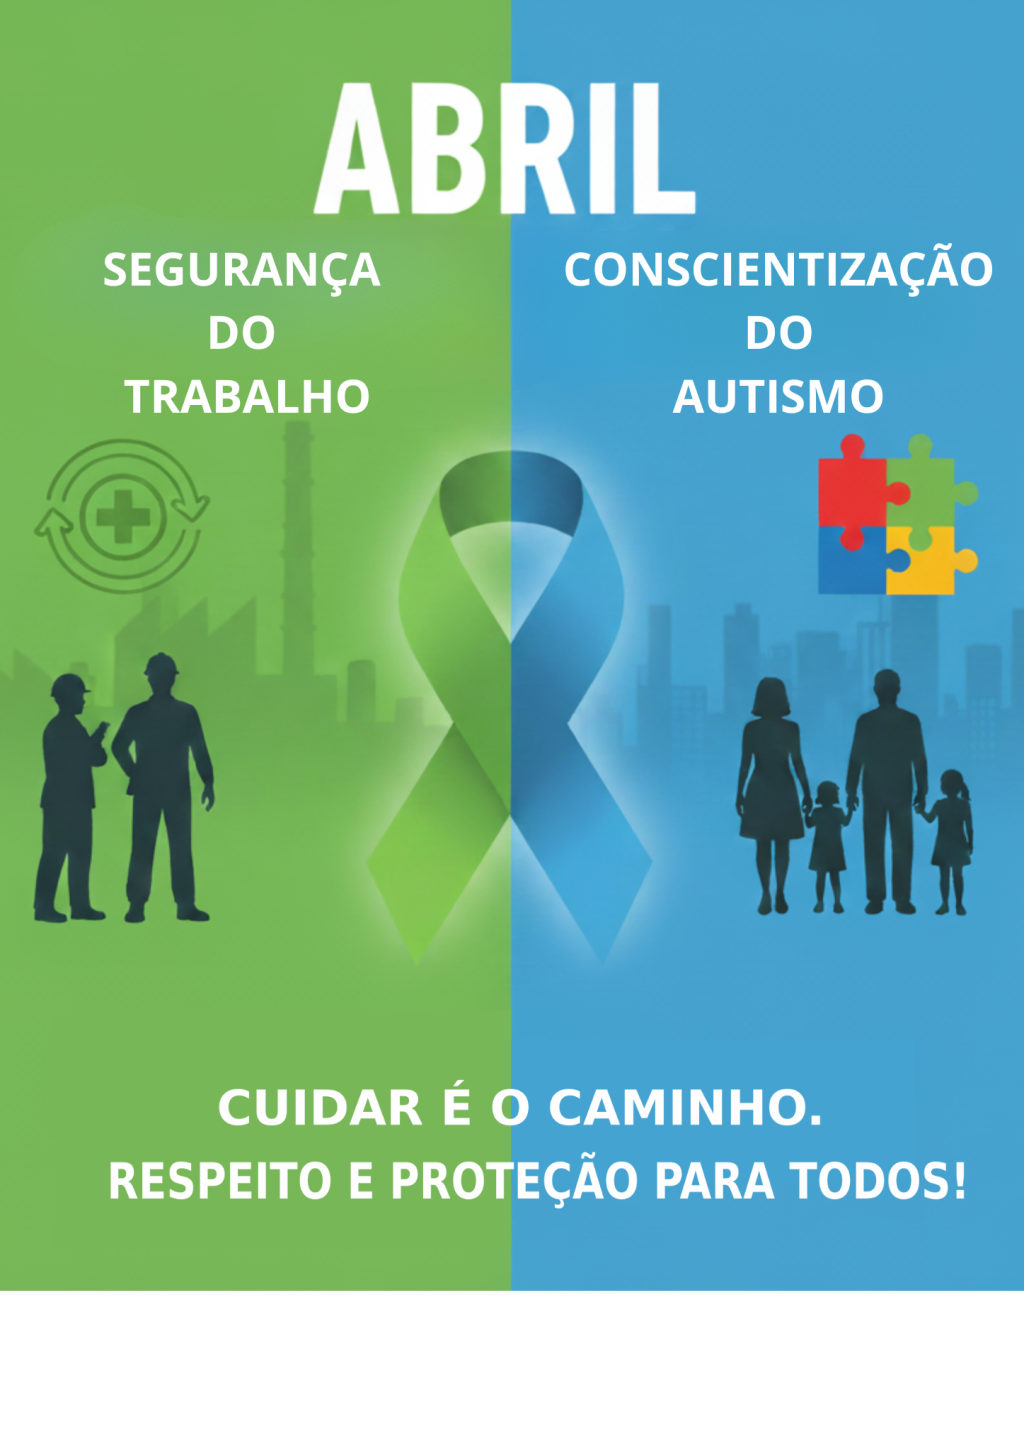 ABRIL
SEGURANÇA
DO
TRABALHO
CONSCIENTIZAÇÃO
DO
AUTISMO
CUIDAR É O CAMINHO.
RESPEITO E PROTEÇÃO PARA TODOS!